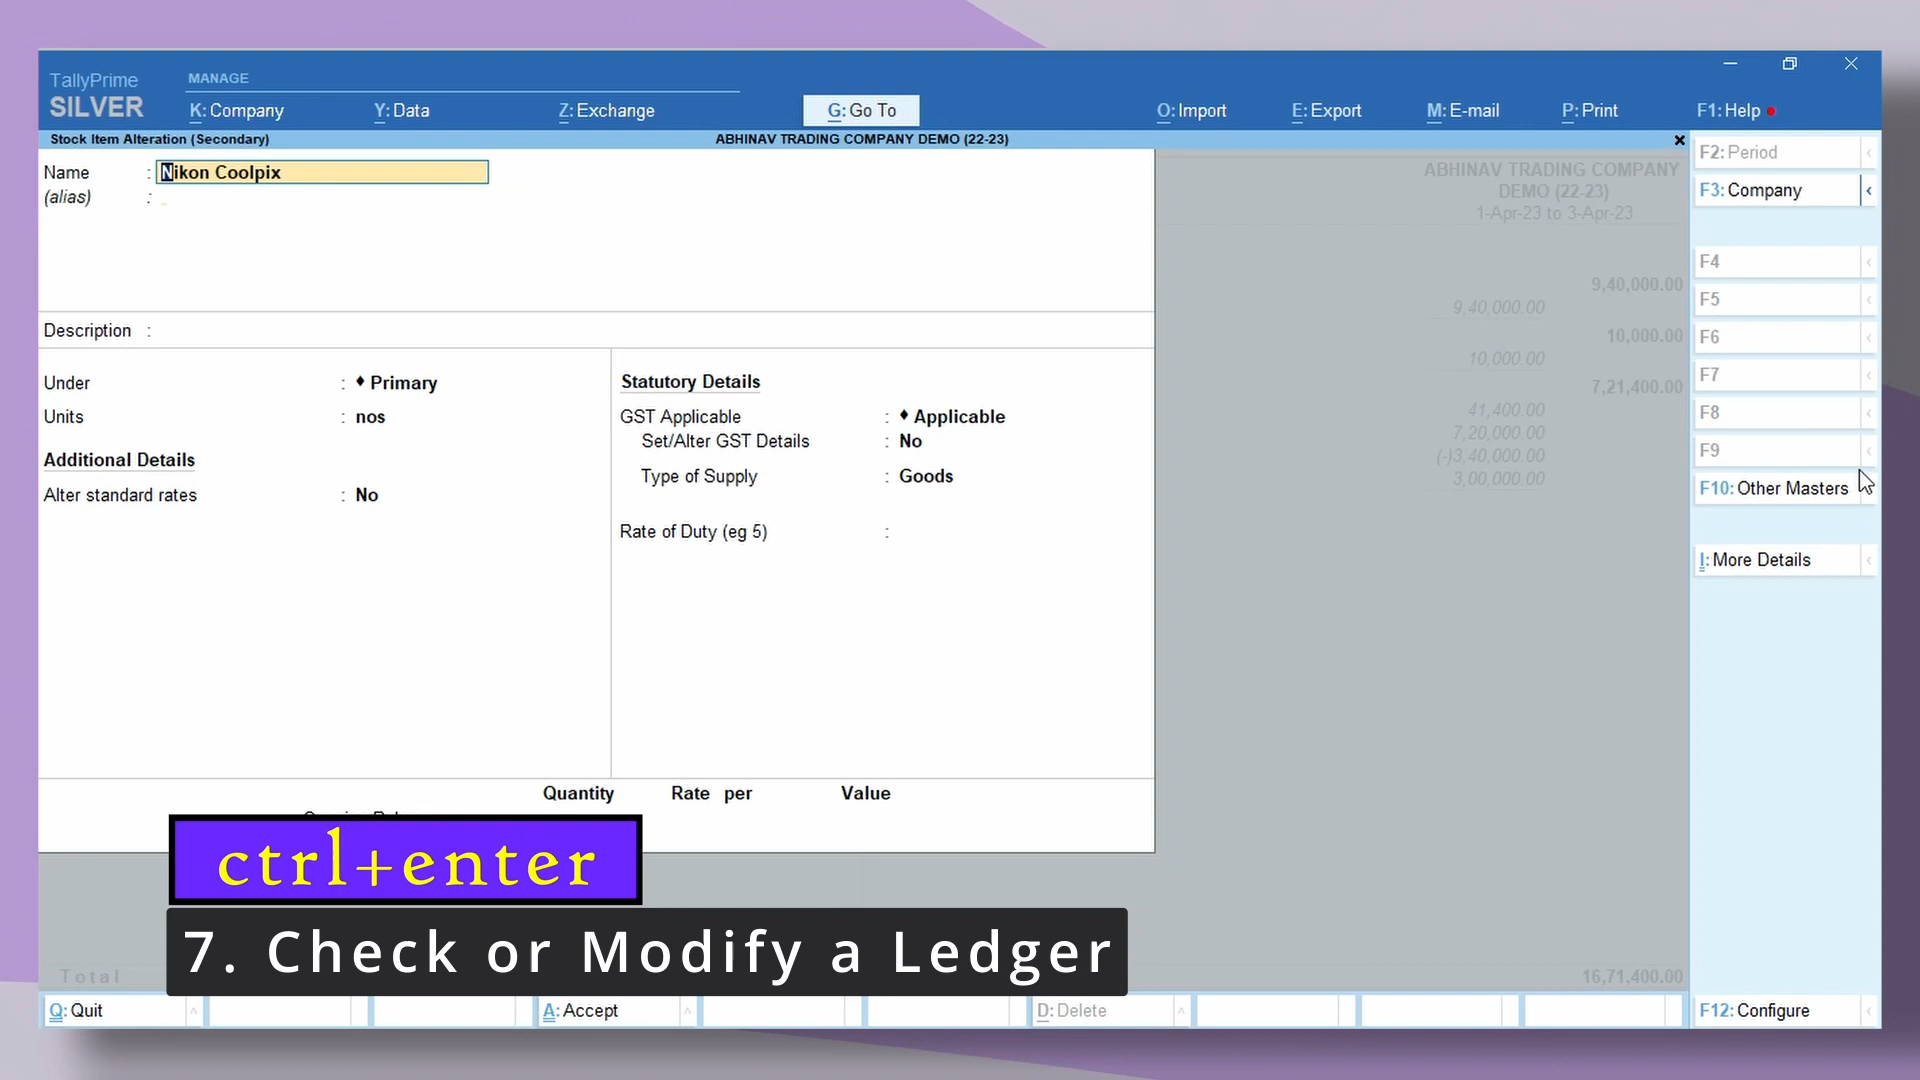 TallyPrime
SILVER
MANAGE
K: Company Y: Data Z: Exchange G: Go To O: Import E: Export M: E-mail P: Print F1: Help
Stock Item Alteration (Secondary) ABHINAV TRADING COMPANY DEMO (22-23)
Name : Nikon Coolpix
(alias) :
Description :
Under : ♦ Primary
Units : nos
Additional Details
Alter standard rates : No
Statutory Details
GST Applicable : ♦ Applicable
Set/Alter GST Details : No
Type of Supply : Goods
Rate of Duty (eg 5) :
Quantity Rate per Value
ABHINAV TRADING COMPANY
DEMO (22-23)
1-Apr-23 to 3-Apr-23
9,40,000.00
9,40,000.00
10,000.00
10,000.00
7,21,400.00
41,400.00
7,20,000.00
(-)3,40,000.00
3,00,000.00
Total 16,71,400.00
F2: Period
F3: Company
F4
F5
F6
F7
F8
F9
F10: Other Masters
I: More Details
F12: Configure
ctrl+enter
7. Check or Modify a Ledger
Q: Quit A: Accept D: Delete